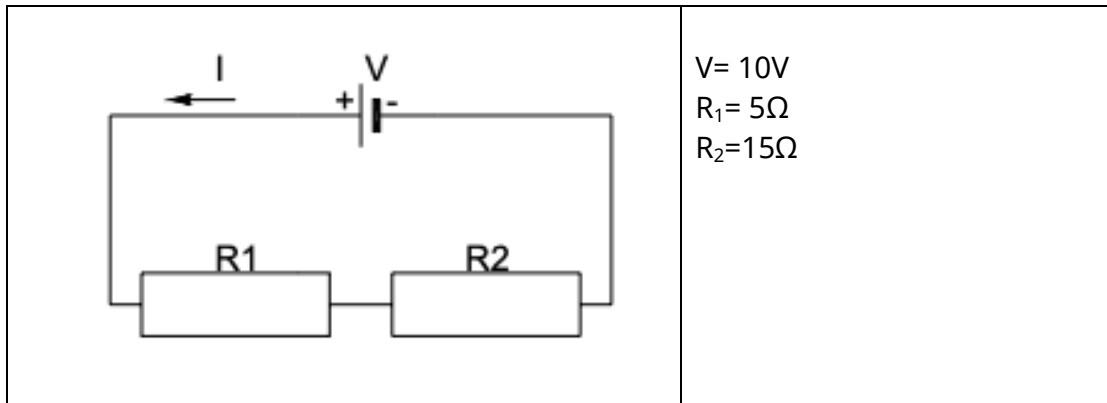 I V
+ -
R1 R2
V= 10V
R₁= 5Ω
R₂=15Ω